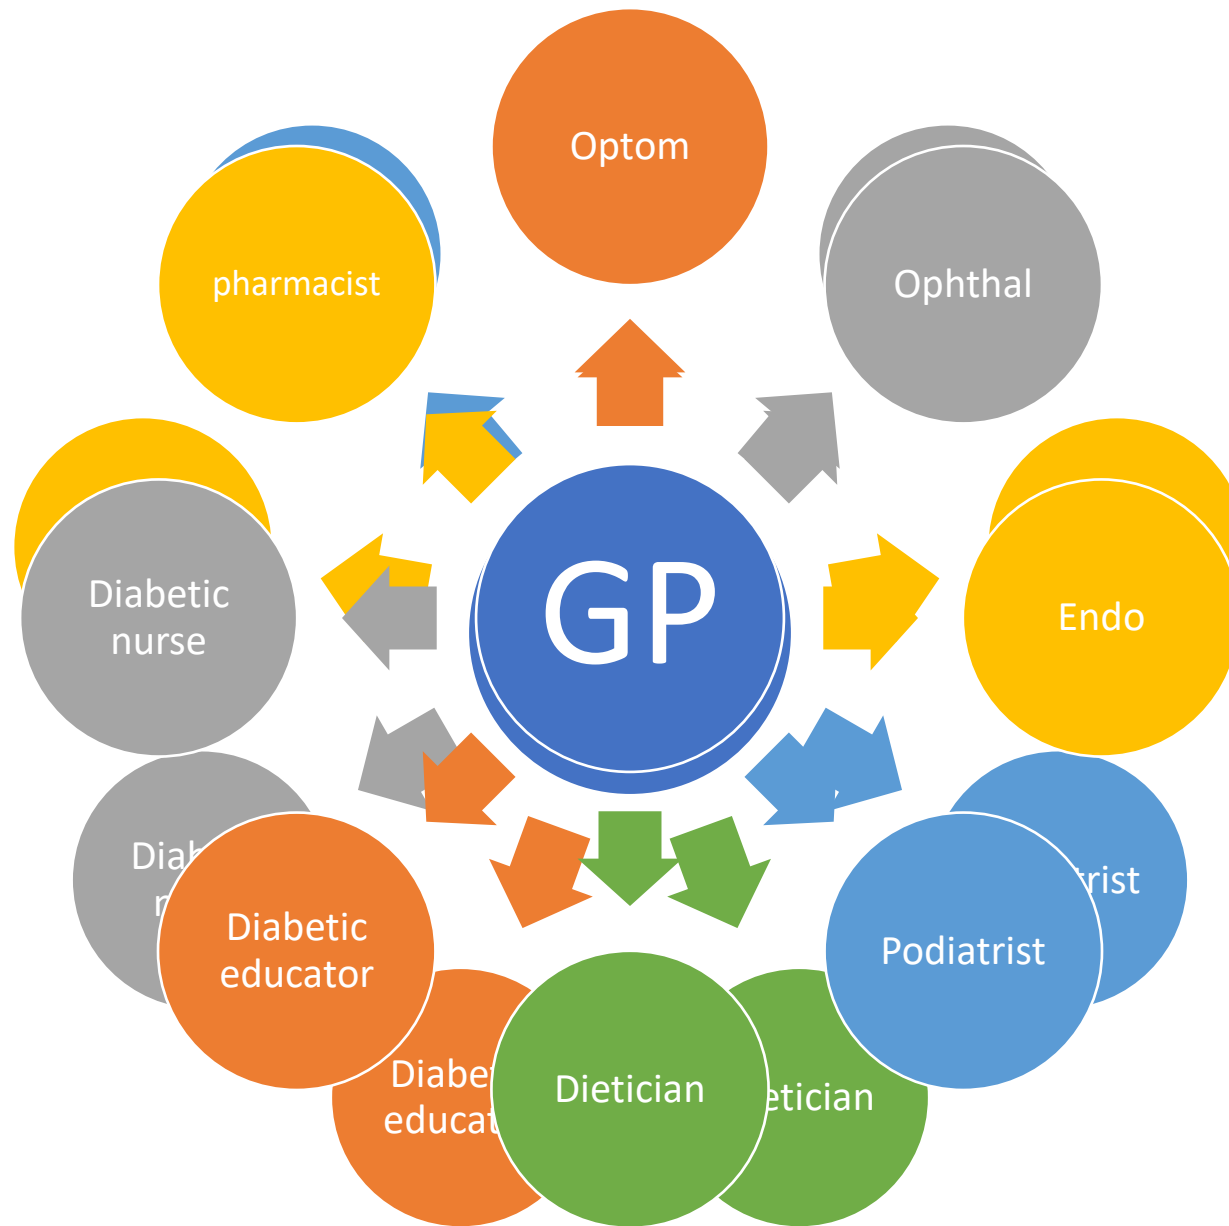 Optom
Ophthal
pharmacist
Endo
GP
Diabetic
nurse
Podiatrist
Diabetic
educator
Dietician